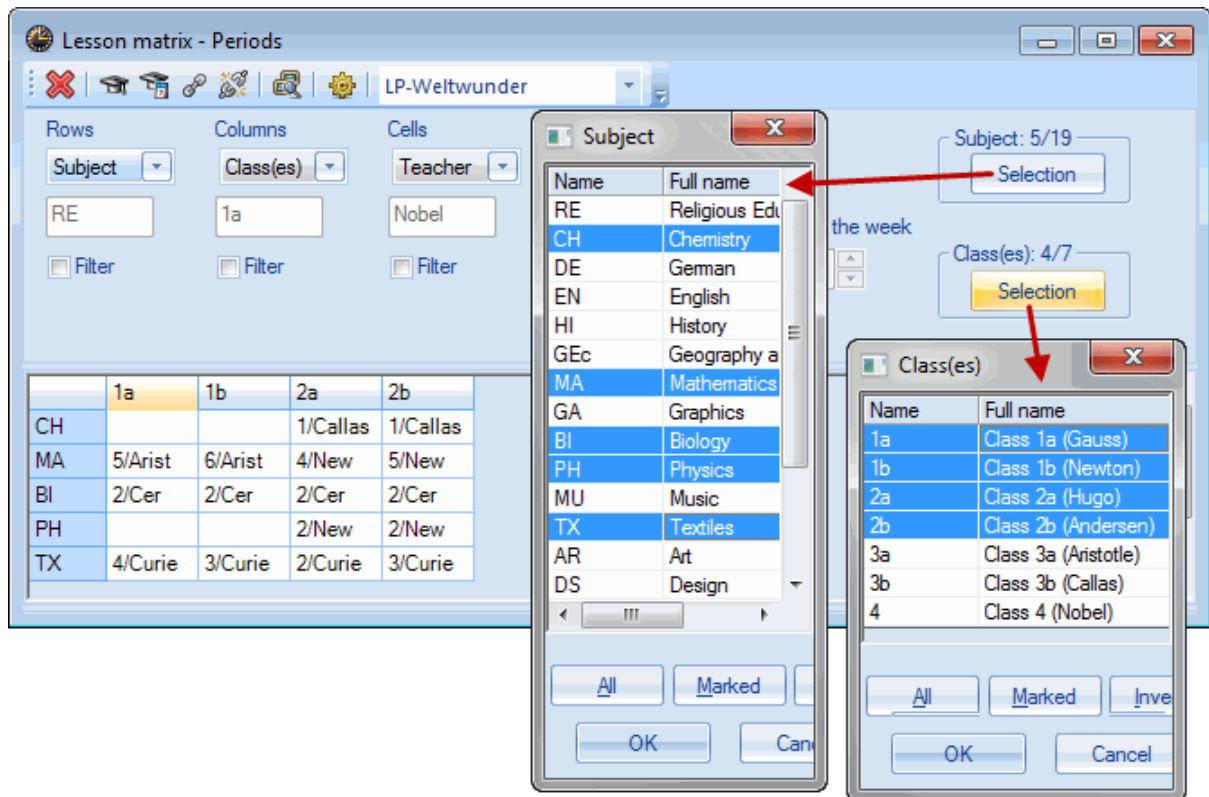 Lesson matrix - Periods
LP-Weltwunder
Rows Columns Cells
Subject Class(es) Teacher
RE 1a Nobel
Filter Filter Filter
the week
Subject: 5/19
Selection
Class(es): 4/7
Selection
1a 1b 2a 2b
CH 1/Callas 1/Callas
MA 5/Arist 6/Arist 4/New 5/New
BI 2/Cer 2/Cer 2/Cer 2/Cer
PH 2/New 2/New
TX 4/Curie 3/Curie 2/Curie 3/Curie
Subject
Name Full name
RE Religious Edu
CH Chemistry
DE German
EN English
HI History
GEc Geography a
MA Mathematics
GA Graphics
BI Biology
PH Physics
MU Music
TX Textiles
AR Art
DS Design
All Marked
OK Can
Class(es)
Name Full name
1a Class 1a (Gauss)
1b Class 1b (Newton)
2a Class 2a (Hugo)
2b Class 2b (Andersen)
3a Class 3a (Aristotle)
3b Class 3b (Callas)
4 Class 4 (Nobel)
All Marked Inve
OK Cancel